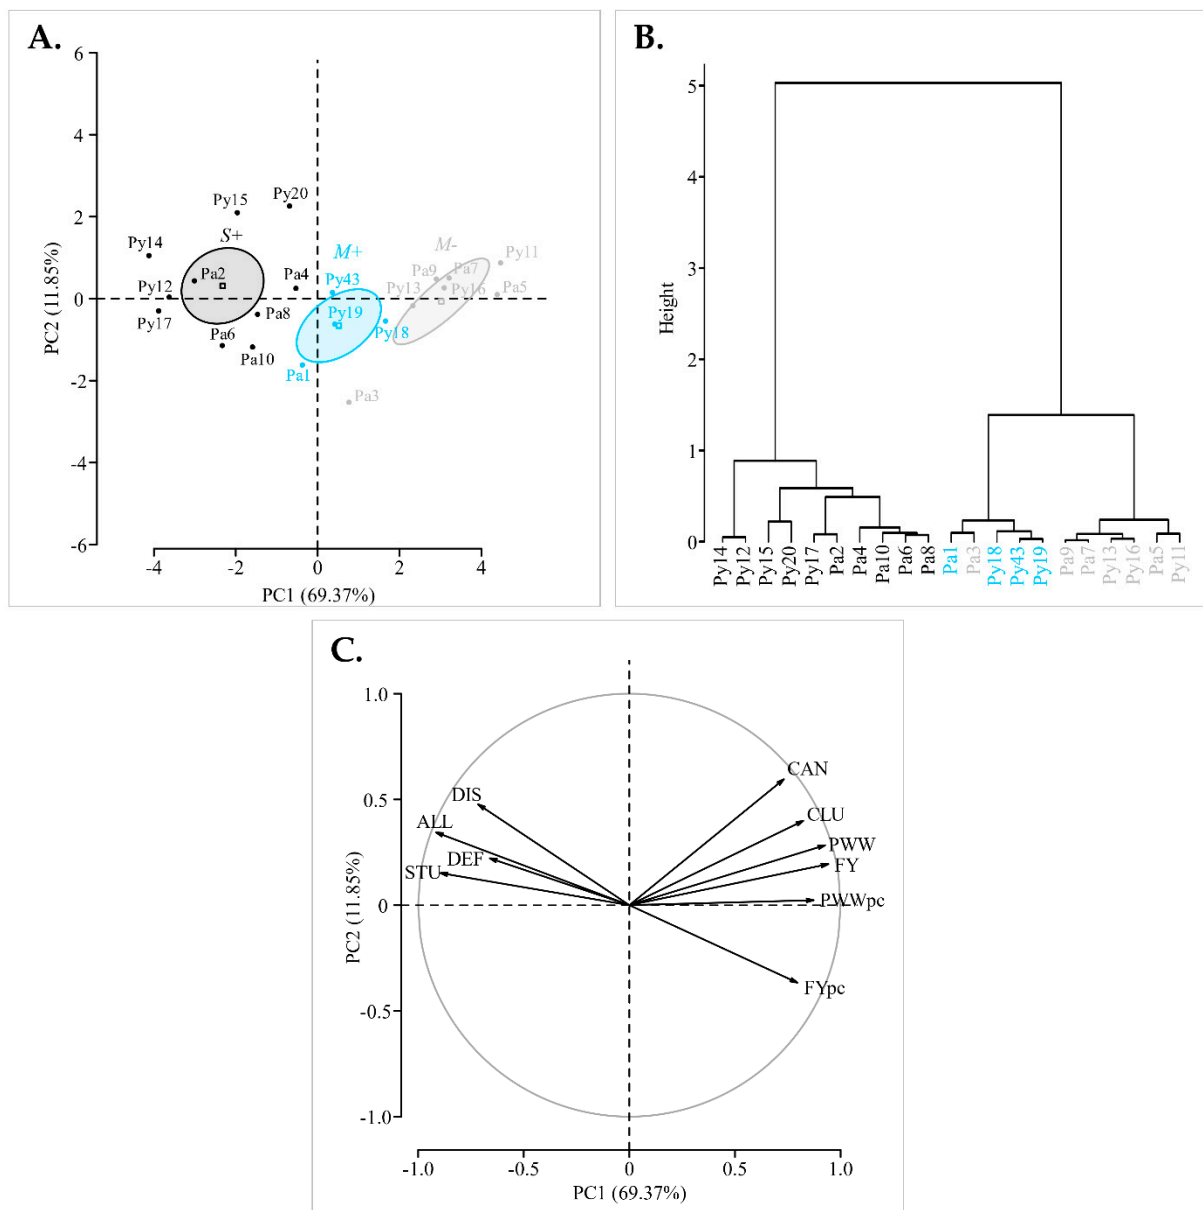 A.
6
4
2
0
-2
-4
-6
PC2 (11.85%)
Py15
Py20
S+
Py14
Pa2
Pa4
Py12
Py17
Pa8
Pa6
Pa10
M+
Py43
Py19
Py18
Pa1
M-
Py11
Pa9
Pa7
Py16
Py13
Pa5
Pa3
-4
-2
0
2
4
PC1 (69.37%)
B.
5
4
3
2
1
0
Height
Py14
Py12
Py15
Py20
Py17
Pa2
Pa4
Pa10
Pa6
Pa8
Pa1
Pa3
Py18
Py43
Py19
Pa9
Pa7
Py13
Py16
Pa5
Py11
C.
1.0
0.5
0
-0.5
-1.0
PC2 (11.85%)
DIS
ALL
DEF
STU
CAN
CLU
PWW
FY
PWWpc
FYpc
-1.0
-0.5
0
0.5
1.0
PC1 (69.37%)